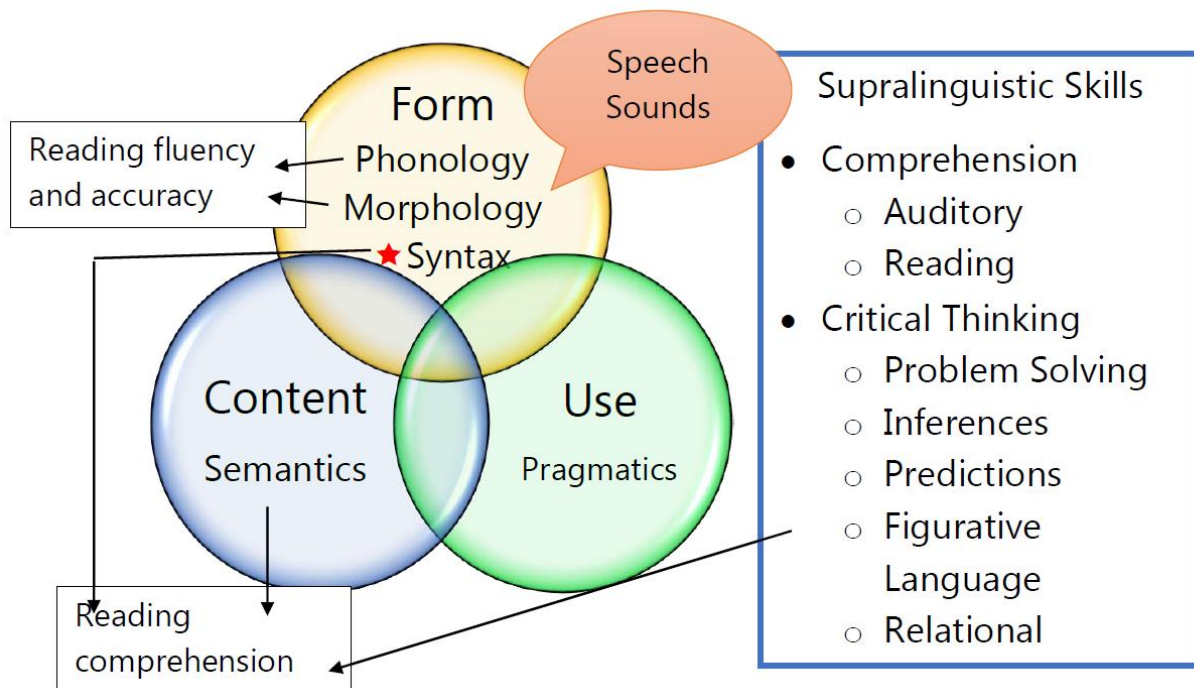 Speech
Sounds
Form
Phonology
Morphology
Syntax
Reading fluency
and accuracy
Content
Semantics
Use
Pragmatics
Reading
comprehension
Supralinguistic Skills
• Comprehension
○ Auditory
○ Reading
• Critical Thinking
○ Problem Solving
○ Inferences
○ Predictions
○ Figurative
Language
○ Relational